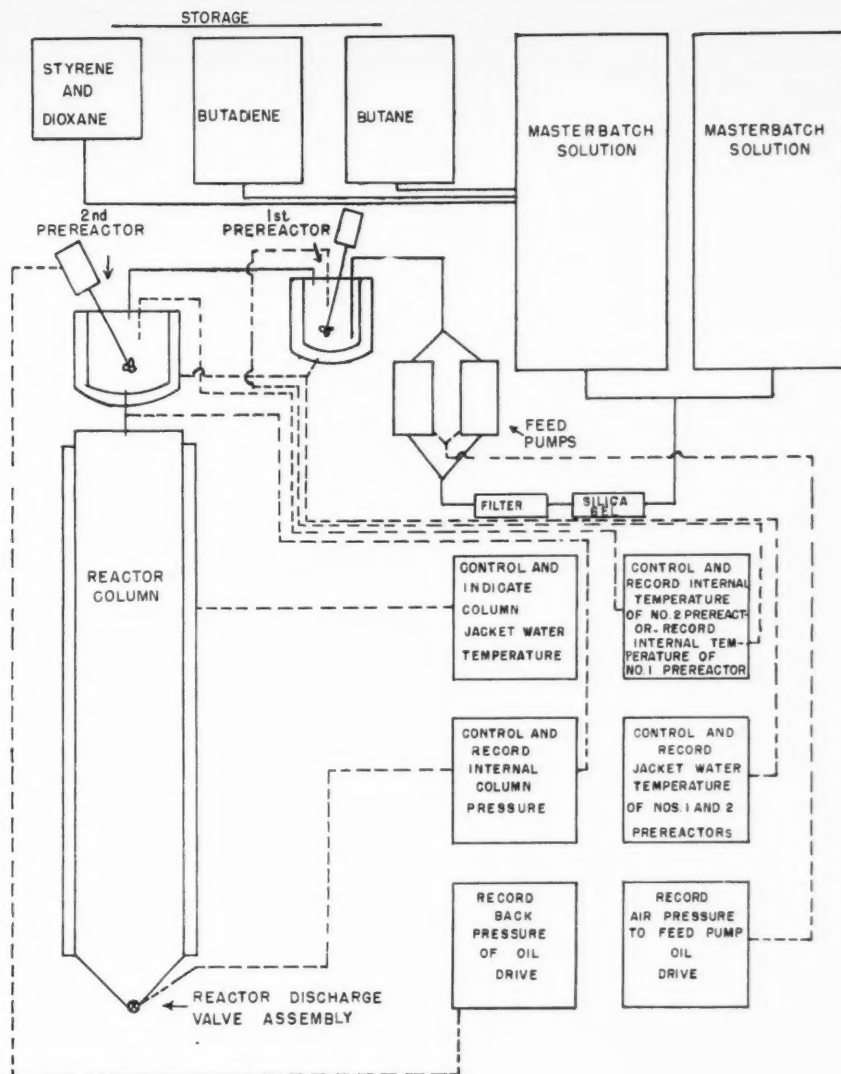 STORAGE
STYRENE
AND
DIOXANE
BUTADIENE
BUTANE
MASTERBATCH
SOLUTION
MASTERBATCH
SOLUTION
2nd
PREREACTOR
1st.
PREREACTOR
FEED
PUMPS
FILTER
SILICA
GEL
REACTOR
COLUMN
CONTROL AND
INDICATE
COLUMN
JACKET WATER
TEMPERATURE
CONTROL AND
RECORD INTERNAL
TEMPERATURE
OF NO.2 PREREACT-
OR-RECORD
INTERNAL TEM-
PERATURE OF
NO.1 PREREACTOR
CONTROL AND
RECORD
INTERNAL
COLUMN
PRESSURE
CONTROL AND
RECORD
JACKET WATER
TEMPERATURE
OF NOS. 1 AND 2
PREREACTORS
RECORD
BACK
PRESSURE
OF OIL
DRIVE
RECORD
AIR PRESSURE
TO FEED PUMP
OIL
DRIVE
REACTOR DISCHARGE
VALVE ASSEMBLY